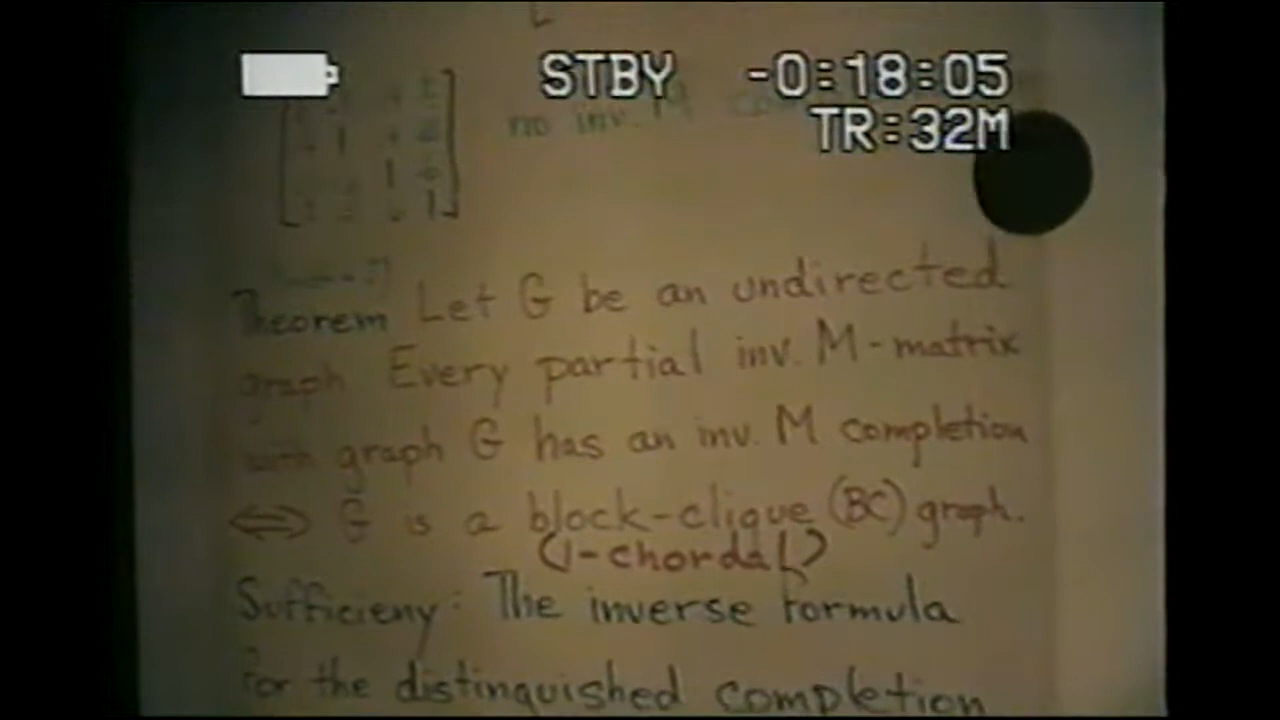 STBY -0:18:05
TR:32M
no inv. M
Theorem Let G be an undirected
graph Every partial inv. M-matrix
with graph G has an inv. M completion
⇔ G is a block-clique (BC) graph.
(1-chordal)
Sufficieny: The inverse formula
for the distinguished completion